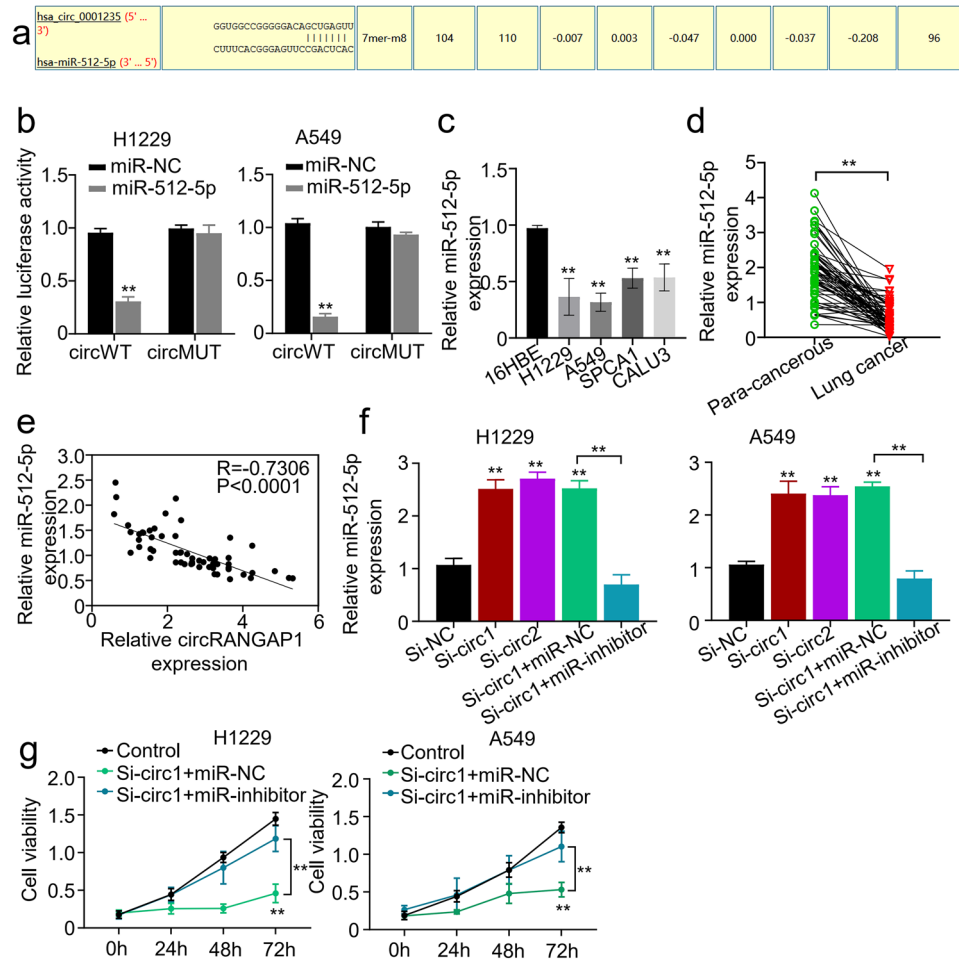 a
hsa_circ_0001235 (5' ...
3')
hsa-miR-512-5p (3' ... 5')
GGUGGCCGGGGGACAGCUGAGUU
| | | | | | |
CUUUCACGGGAGUUCCGACUCAC
7mer-m8
104
110
-0.007
0.003
-0.047
0.000
-0.037
-0.208
96
b
H1229
miR-NC
miR-512-5p
Relative luciferase activity
1.5
1.0
0.5
0
**
circWT
circMUT
A549
miR-NC
miR-512-5p
1.5
1.0
0.5
0
**
circWT
circMUT
c
Relative miR-512-5p
expression
1.5
1.0
0.5
0.0
**
**
**
**
16HBE
H1229
A549
SPCA1
CALU3
d
Relative miR-512-5p
expression
5
4
3
2
1
0
**
Para-cancerous
Lung cancer
e
Relative miR-512-5p
expression
3.0
2.5
2.0
1.5
1.0
0.5
0.0
R=-0.7306
P<0.0001
0
2
4
6
Relative circRANGAP1
expression
f
H1229
Relative miR-512-5p
expression
3
2
1
0
**
**
**
**
Si-NC
Si-circ1
Si-circ2
Si-circ1+miR-NC
Si-circ1+miR-inhibitor
A549
3
2
1
0
**
**
**
**
Si-NC
Si-circ1
Si-circ2
Si-circ1+miR-NC
Si-circ1+miR-inhibitor
g
H1229
Control
Si-circ1+miR-NC
Si-circ1+miR-inhibitor
Cell viability
2.0
1.5
1.0
0.5
0
**
**
0h
24h
48h
72h
A549
Control
Si-circ1+miR-NC
Si-circ1+miR-inhibitor
Cell viability
2.0
1.5
1.0
0.5
0
**
**
0h
24h
48h
72h